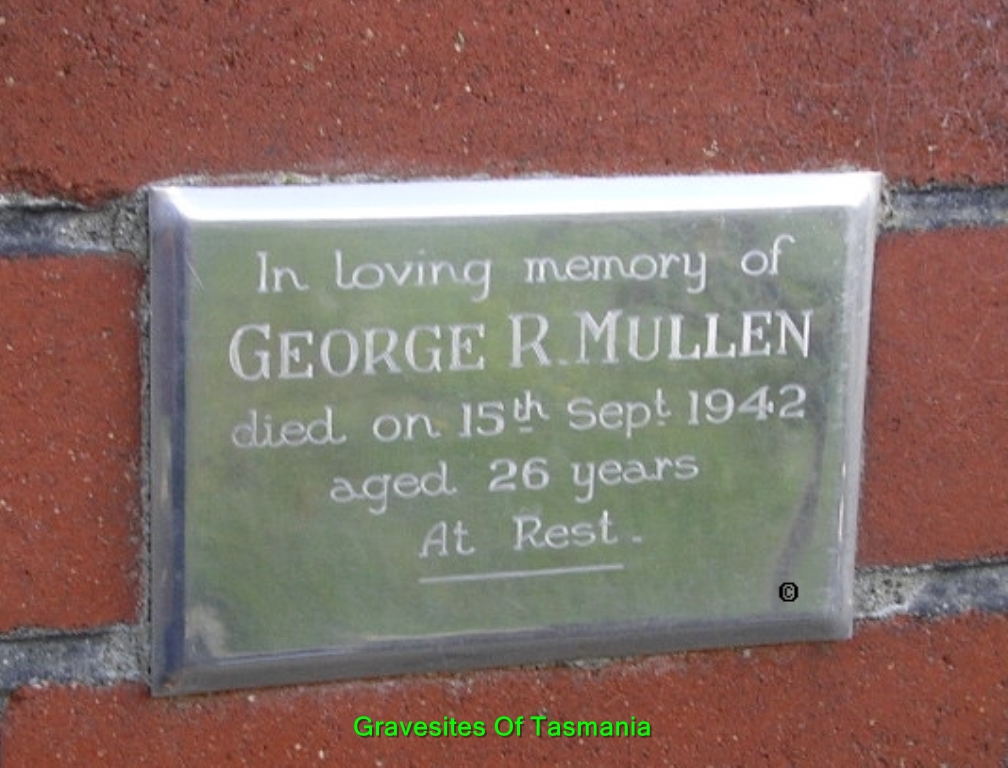 In loving memory of
GEORGE R. MULLEN
died on 15th Sept 1942
aged 26 years
At Rest.
©
Gravesites Of Tasmania